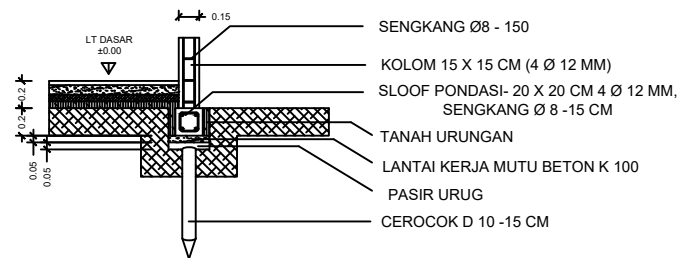 0.15
SENGKANG Ø8 - 150
LT DASAR
±0.00
KOLOM 15 X 15 CM (4 Ø 12 MM)
SLOOF PONDASI- 20 X 20 CM 4 Ø 12 MM,
SENGKANG Ø 8 -15 CM
0.2
0.2
TANAH URUNGAN
LANTAI KERJA MUTU BETON K 100
0.05
0.05
PASIR URUG
CEROCOK D 10 -15 CM